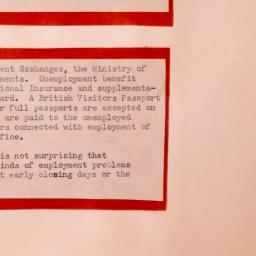 ent Exchanges, the Ministry of
ments. Unemployment benefit
ional Insurance and supplementa-
ard. A British Visitors Passport
r full passports are accepted on
are paid to the unemployed
rs connected with employment of
fice.
is not surprising that
inds of employment problems
t early closing days or the